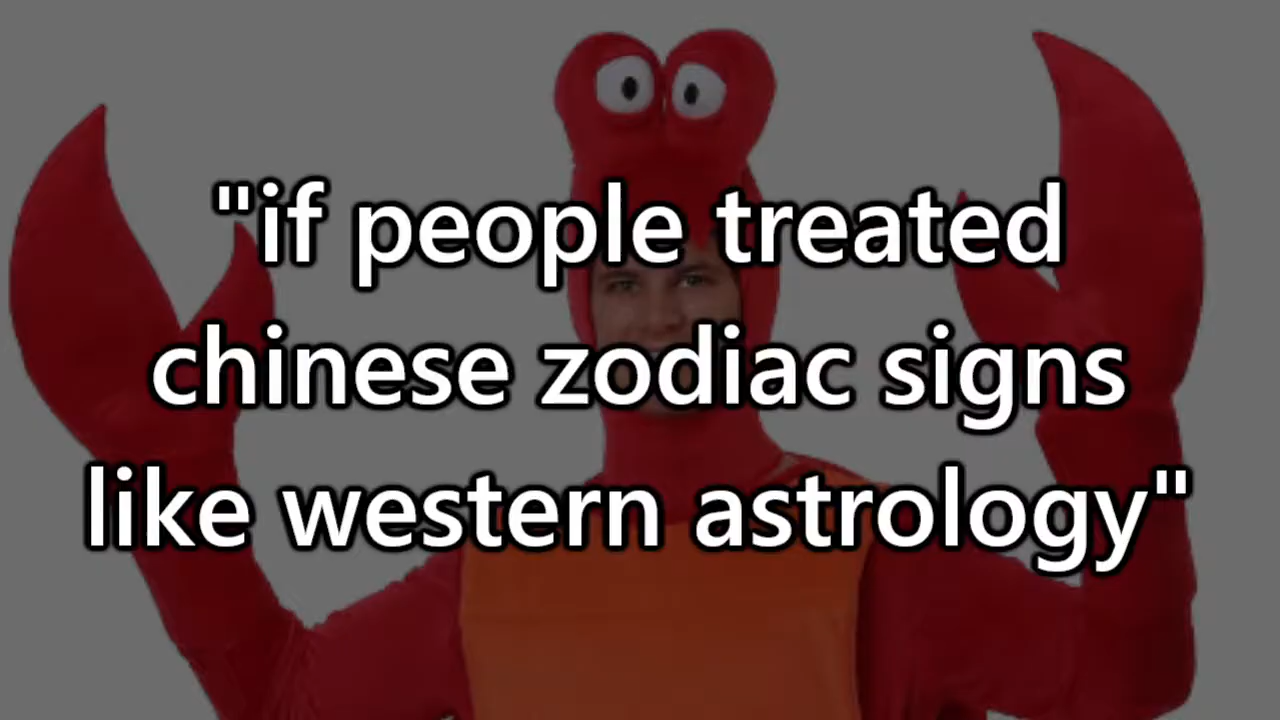 "if people treated
chinese zodiac signs
like western astrology"